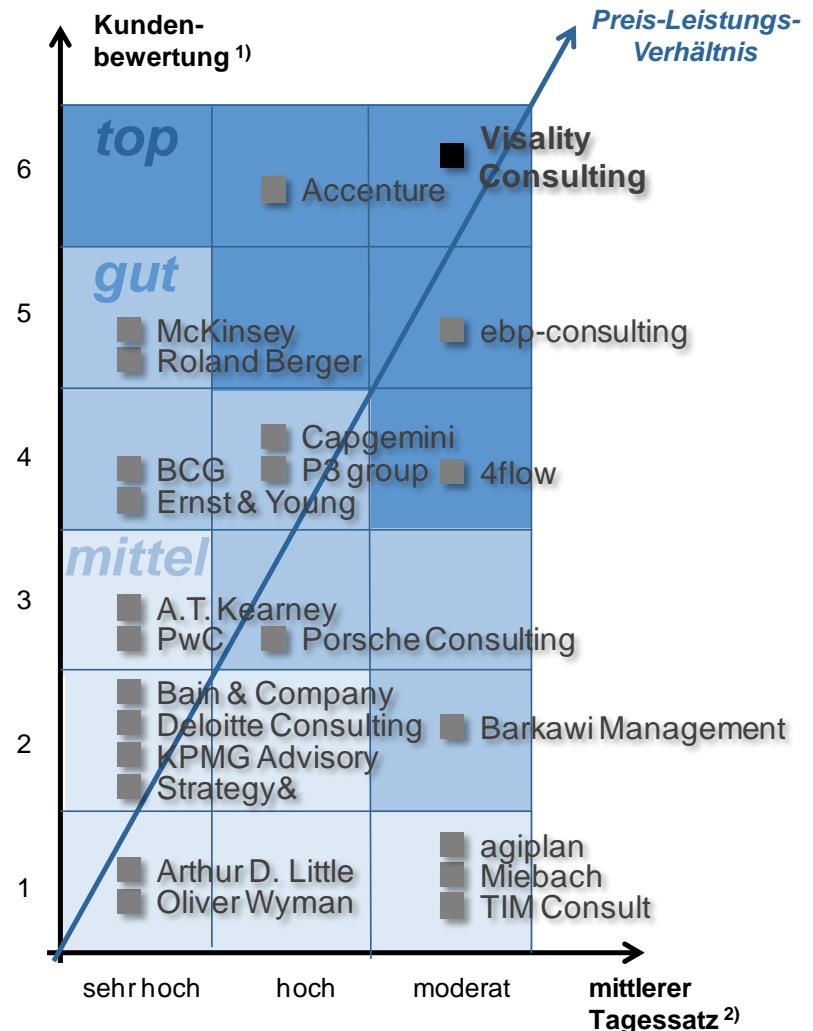 Kunden-
bewertung 1)
Preis-Leistungs-
Verhältnis
top
6
Visality
Consulting
Accenture
gut
5
McKinsey
ebp-consulting
Roland Berger
4
Capgemini
BCG
P3 group
4flow
Ernst & Young
mittel
3
A.T. Kearney
PwC
Porsche Consulting
2
Bain & Company
Deloitte Consulting
Barkawi Management
KPMG Advisory
Strategy&
1
agiplan
Arthur D. Little
Miebach
Oliver Wyman
TIM Consult
sehr hoch
hoch
moderat
mittlerer
Tagessatz 2)